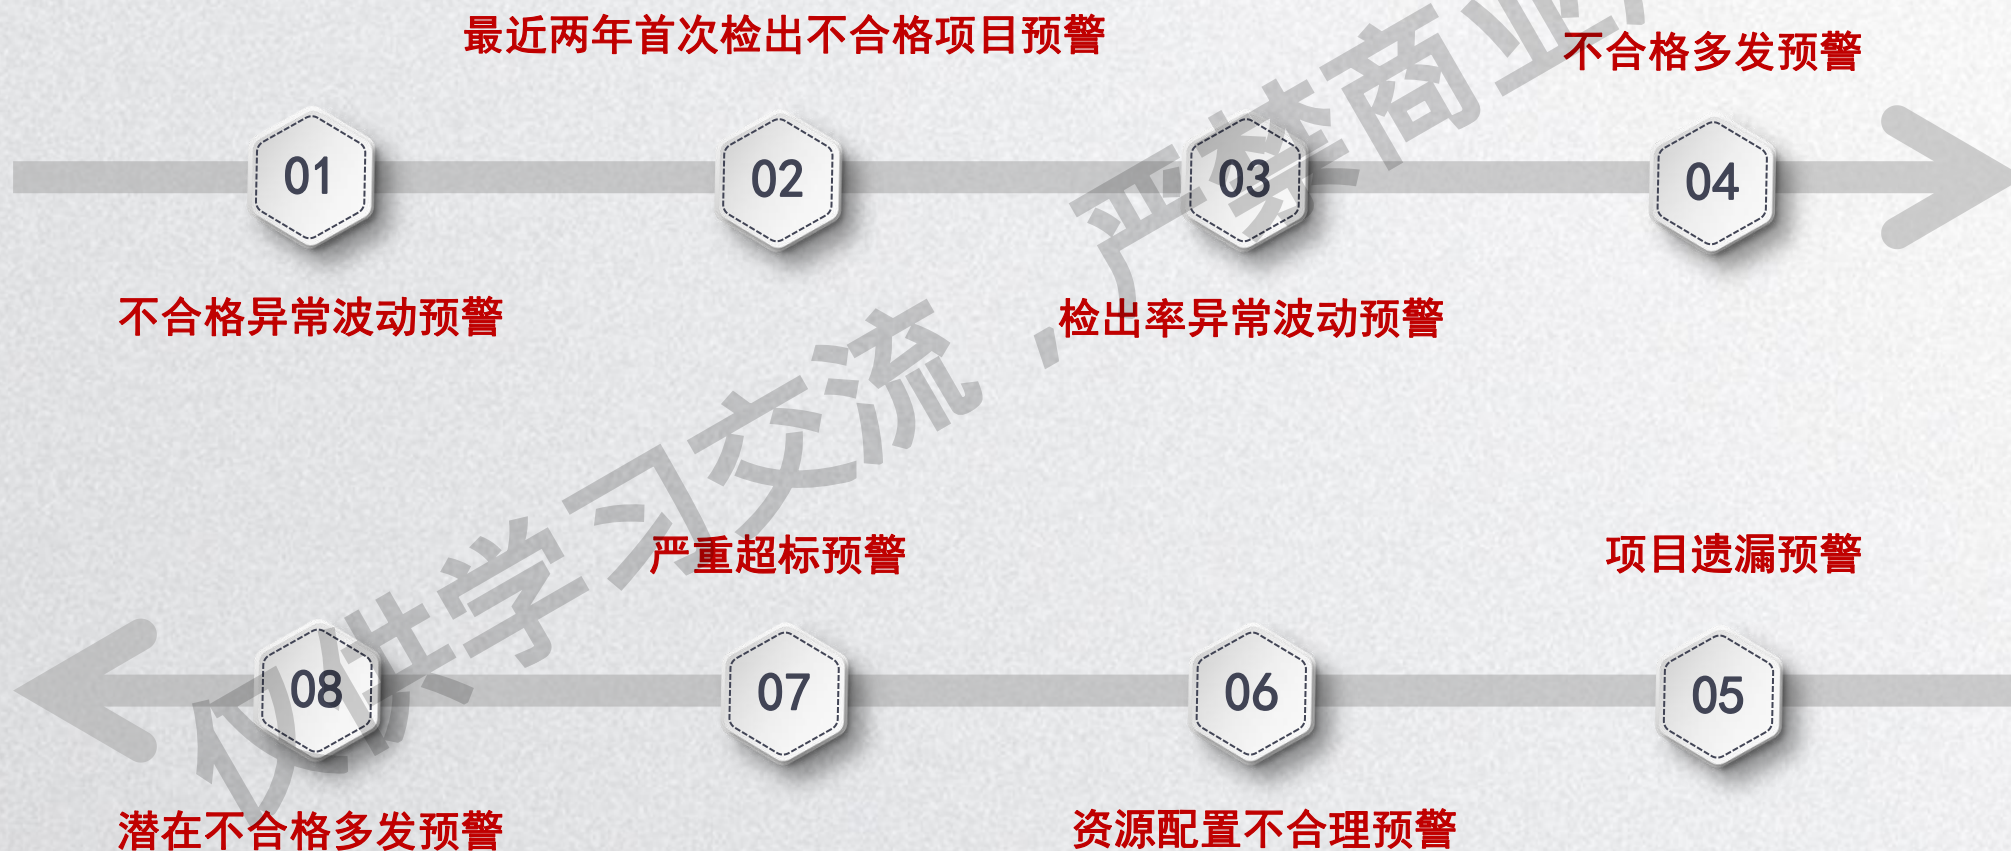 最近两年首次检出不合格项目预警
不合格多发预警
01
02
03
04
不合格异常波动预警
检出率异常波动预警
仅供学习交流，严禁商业
严重超标预警
项目遗漏预警
08
07
06
05
潜在不合格多发预警
资源配置不合理预警